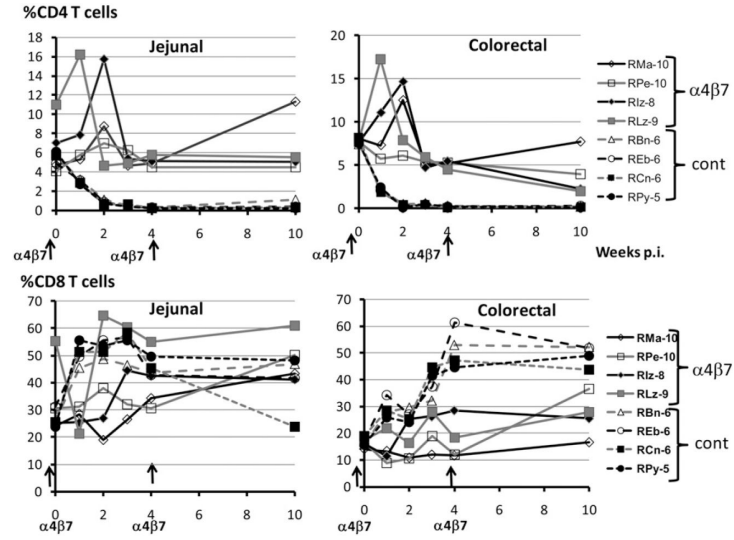 %CD4 T cells
Jejunal
18
16
14
12
10
8
6
4
2
0
0 2 4 6 8 10
α4β7 α4β7
Colorectal
20
15
10
5
0
0 2 4 6 8 10
α4β7 α4β7
Weeks p.i.
RMa-10
RPe-10
RIz-8
RLz-9
RBn-6
REb-6
RCn-6
RPy-5
α4β7
cont
%CD8 T cells
Jejunal
70
60
50
40
30
20
10
0
0 2 4 6 8 10
α4β7 α4β7
Colorectal
70
60
50
40
30
20
10
0
0 2 4 6 8 10
α4β7 α4β7
RMa-10
RPe-10
RIz-8
RLz-9
RBn-6
REb-6
RCn-6
RPy-5
α4β7
cont